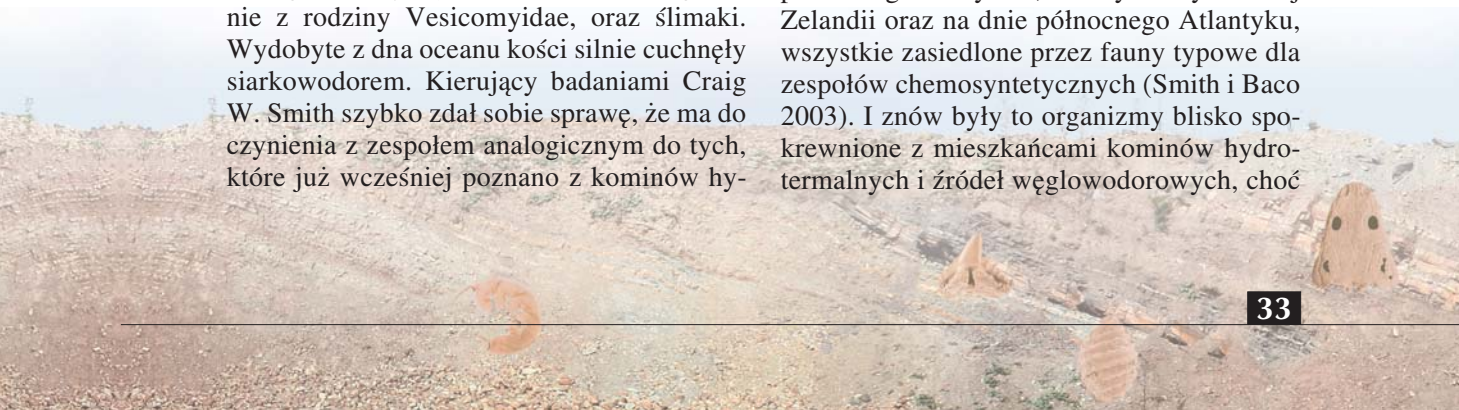 nie z rodziny Vesicomyidae, oraz ślimaki.
Wydobyte z dna oceanu kości silnie cuchnęły
siarkowodorem. Kierujący badaniami Craig
W. Smith szybko zdał sobie sprawę, że ma do
czynienia z zespołem analogicznym do tych,
które już wcześniej poznano z kominów hy-
Zelandii oraz na dnie północnego Atlantyku,
wszystkie zasiedlone przez fauny typowe dla
zespołów chemosyntetycznych (Smith i Baco
2003). I znów były to organizmy blisko spo-
krewnione z mieszkańcami kominów hydro-
termalnych i źródeł węglowodorowych, choć
33